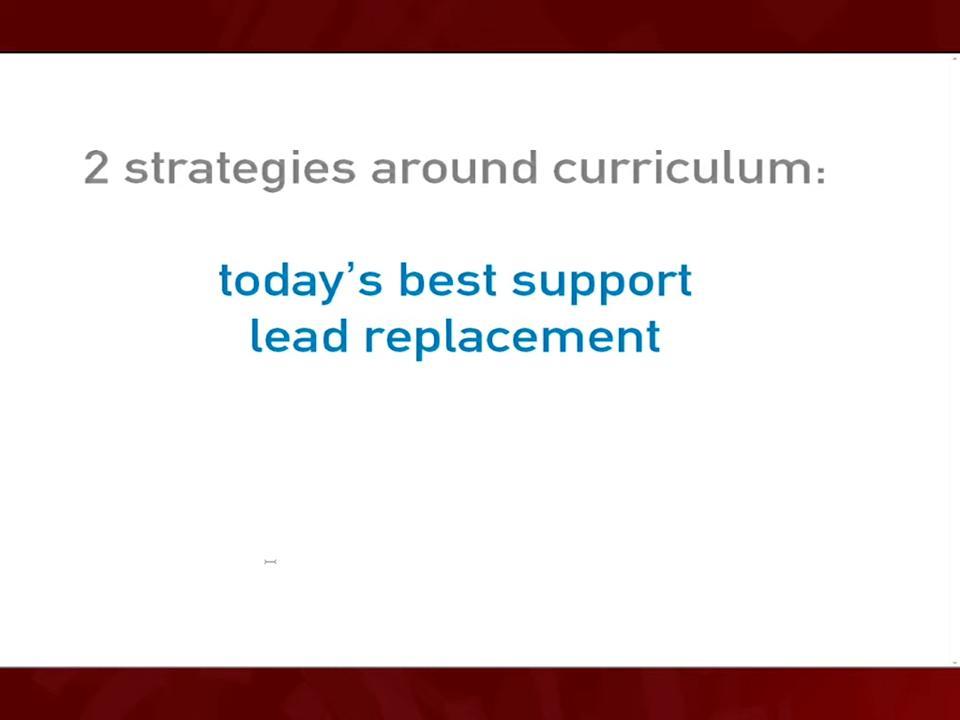 2 strategies around curriculum:
today’s best support
lead replacement